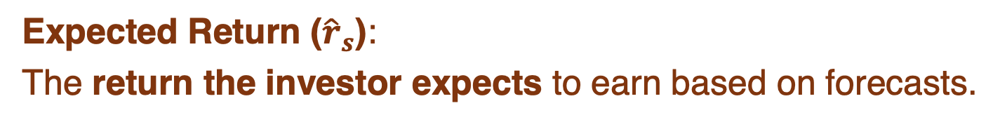 Expected Return (r̂ₛ):
The return the investor expects to earn based on forecasts.